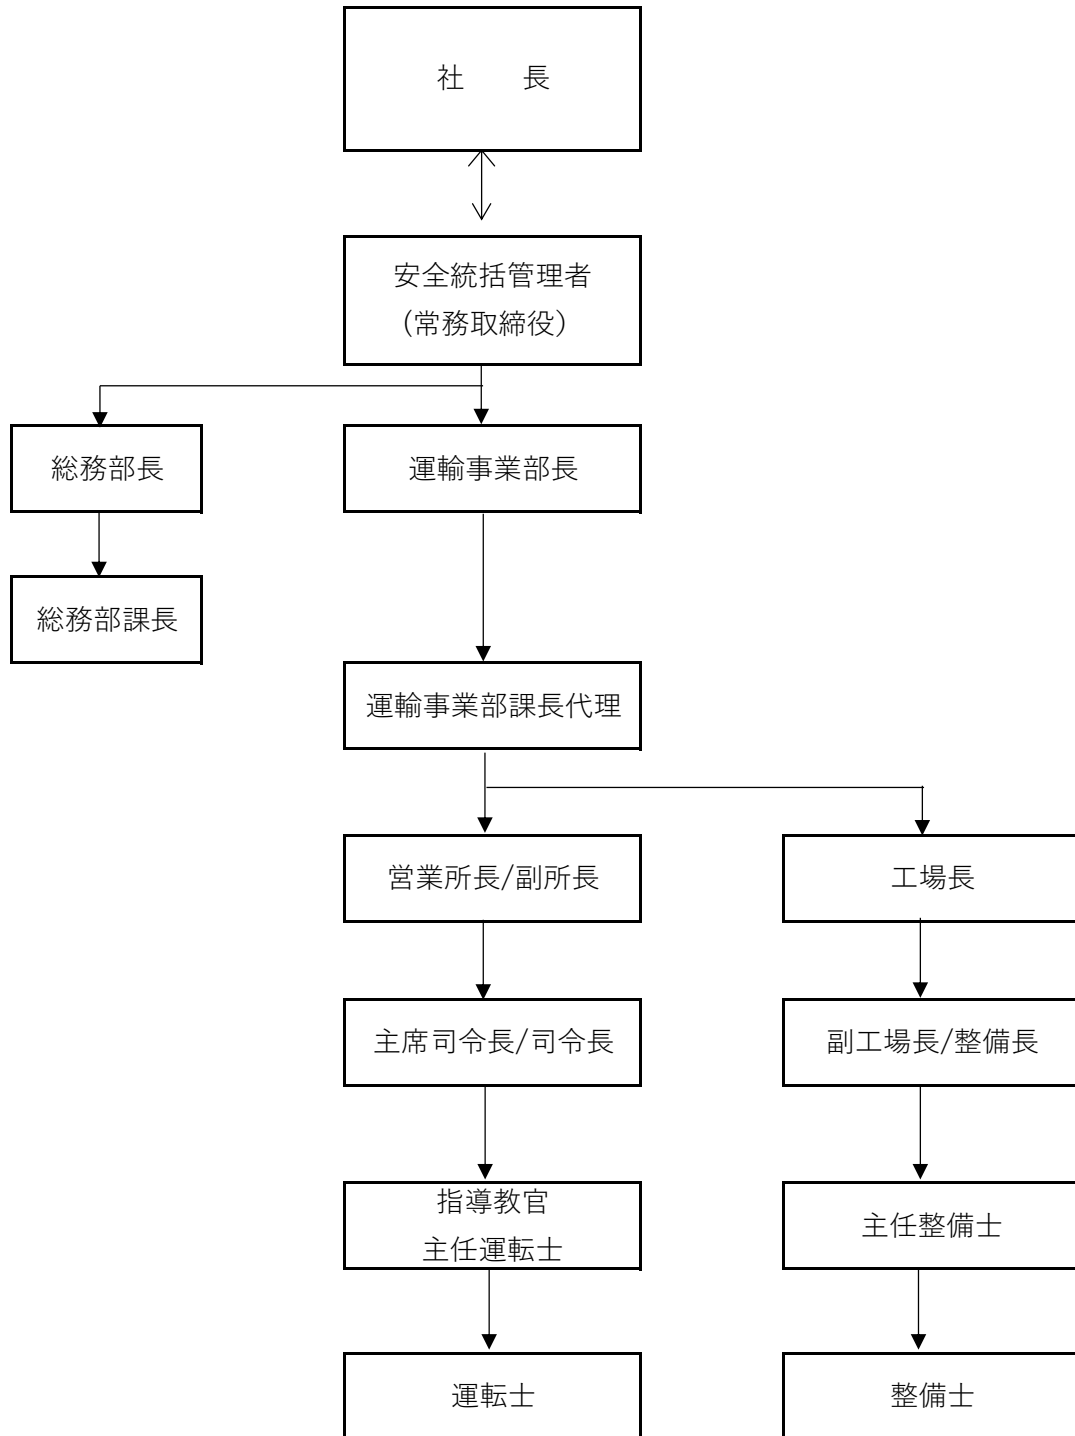 社　　長
安全統括管理者
（常務取締役）
総務部長
運輸事業部長
総務部課長
運輸事業部課長代理
営業所長/副所長
工場長
主席司令長/司令長
副工場長/整備長
指導教官
主任運転士
主任整備士
運転士
整備士